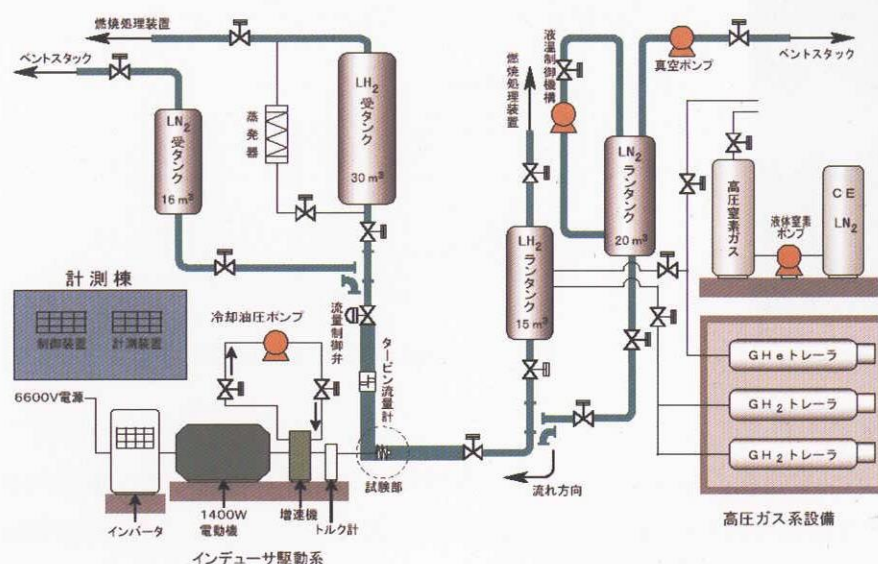 燃焼処理装置
ベントスタック
LN2
受タンク
16m3
蒸発器
LH2
受タンク
30m3
燃焼処理装置
液温制御機構
真空ポンプ
ベントスタック
LN2
ランタンク
20m3
LH2
ランタンク
15m3
高圧窒素ガス
液体窒素
ポンプ
CE
LN2
計測棟
制御装置
計測装置
冷却油圧ポンプ
流量制御弁
タービン流量計
6600V電源
GHeトレーラ
GH2トレーラ
GH2トレーラ
試験部
流れ方向
インバータ
1400W
電動機
増速機
トルク計
インデューサ駆動系
高圧ガス系設備